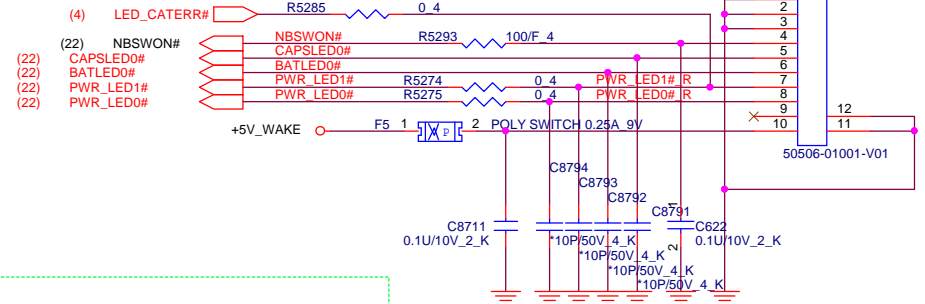 (4) LED_CATERR# R5285 0_4 2
3
(22) NBSWON# NBSWON# R5293 100/F_4 4
(22) CAPSLED0# CAPSLED0# 5
(22) BATLED0# BATLED0# 6
(22) PWR_LED1# PWR_LED1# R5274 0_4 PWR_LED1#_R 7
(22) PWR_LED0# PWR_LED0# R5275 0_4 PWR_LED0#_R 8
9 12
+5V_WAKE F5 1 P 2 POLY SWITCH 0.25A_9V 10 11
50506-01001-V01
C8794
C8793
C8792
C8791 1
C8711 C622
0.1U/10V_2_K *10P/50V_4_K 0.1U/10V_2_K
*10P/50V_4_K 2
*10P/50V_4_K
*10P/50V_4_K